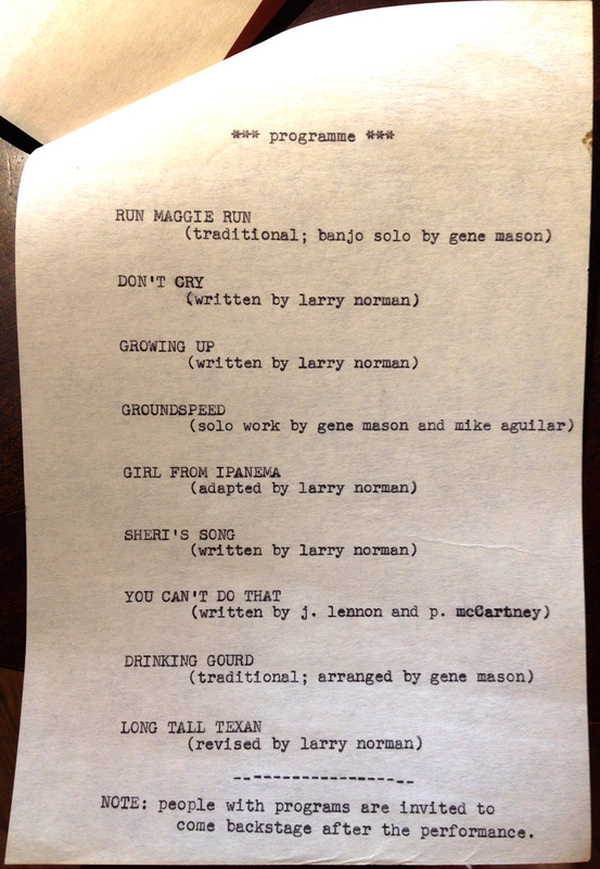 *** programme ***
RUN MAGGIE RUN
(traditional; banjo solo by gene mason)
DON'T CRY
(written by larry norman)
GROWING UP
(written by larry norman)
GROUNDSPEED
(solo work by gene mason and mike aguilar)
GIRL FROM IPANEMA
(adapted by larry norman)
SHERI'S SONG
(written by larry norman)
YOU CAN'T DO THAT
(written by j. lennon and p. mcCartney)
DRINKING GOURD
(traditional; arranged by gene mason)
LONG TALL TEXAN
(revised by larry norman)
-------------------
NOTE: people with programs are invited to
come backstage after the performance.